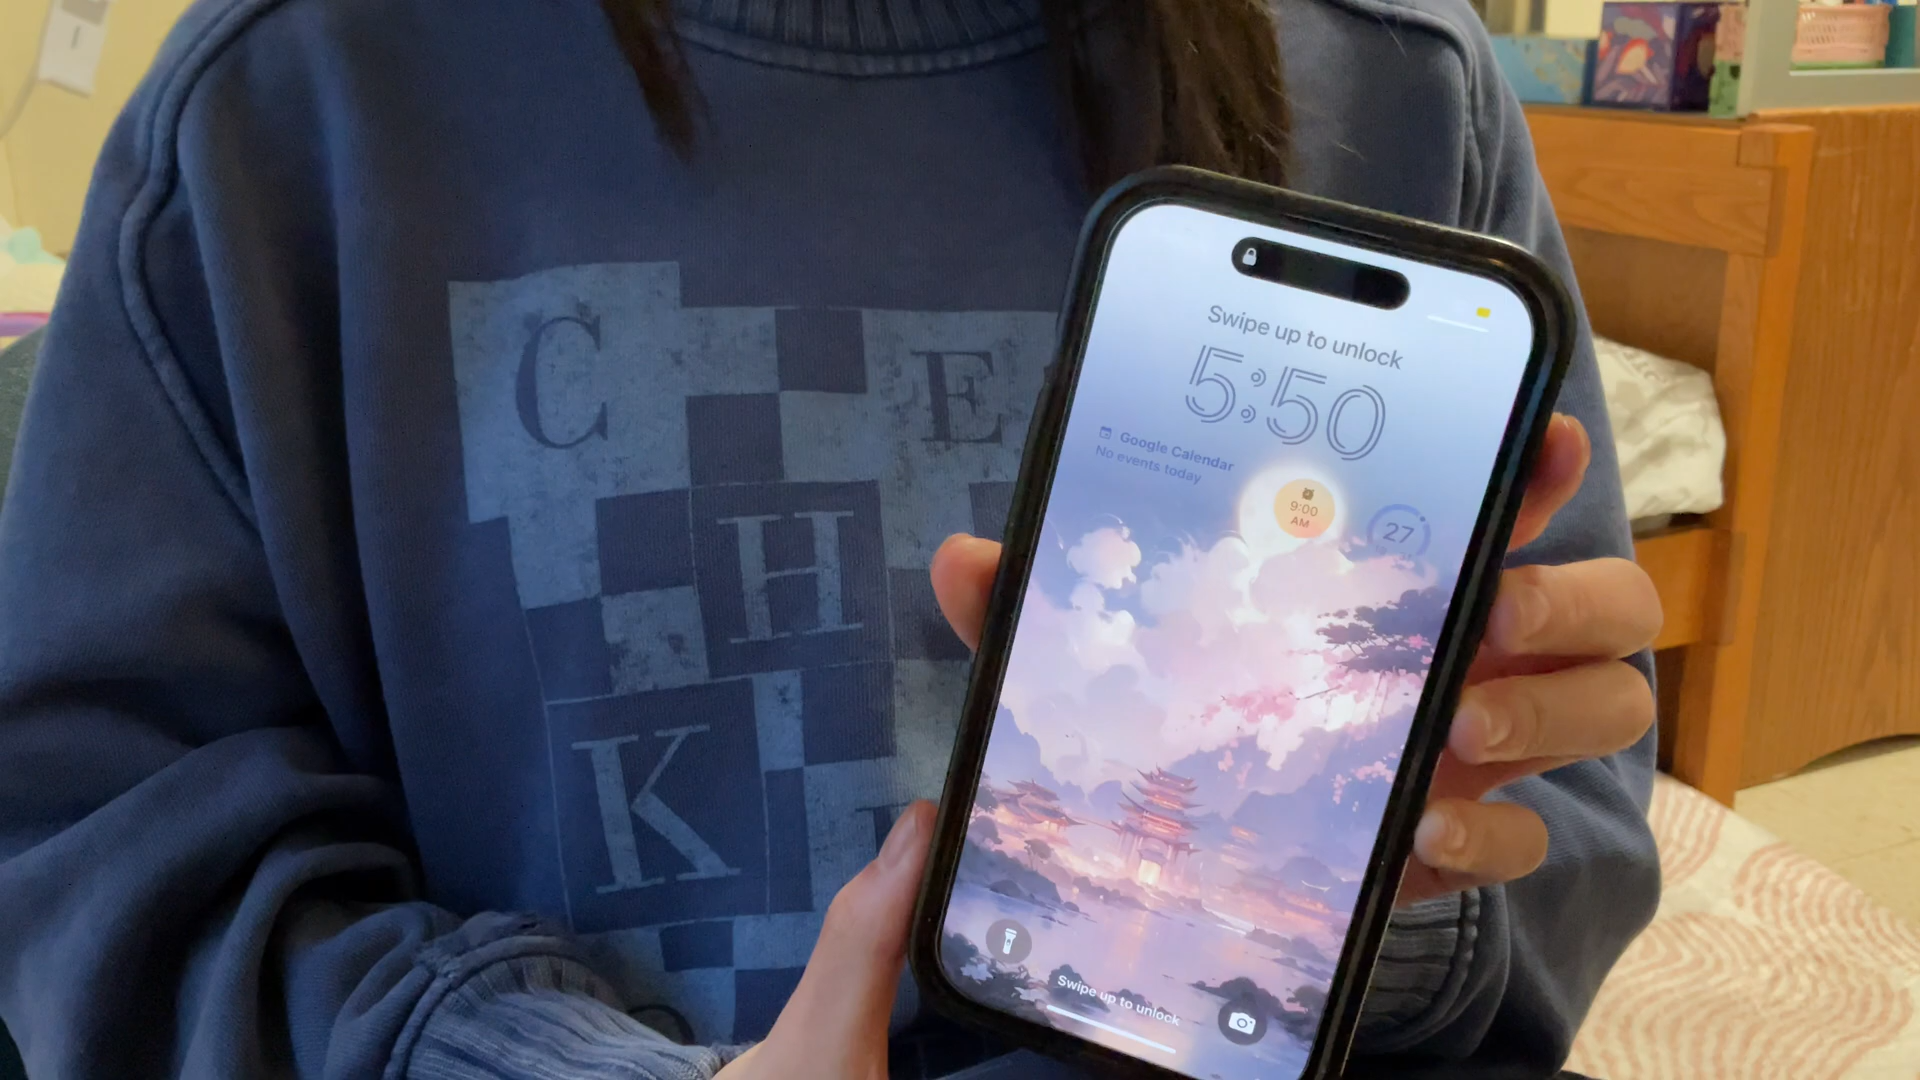 C E
H
K
Swipe up to unlock
5:50
Google Calendar
No events today
9:00
AM
27
Swipe up to unlock